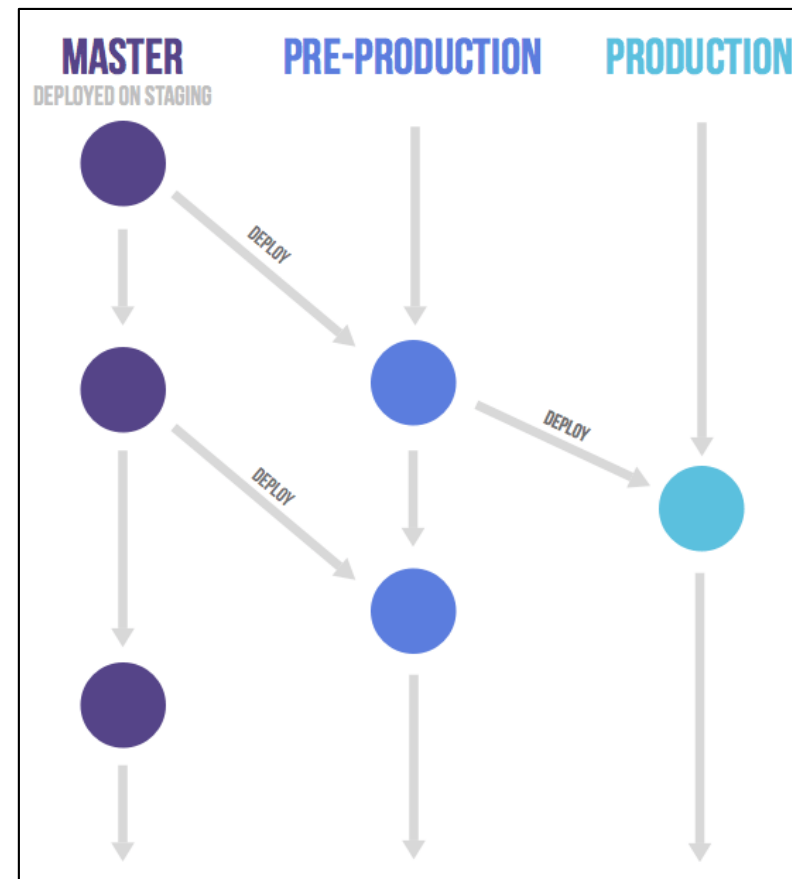 MASTER
DEPLOYED ON STAGING
PRE-PRODUCTION
PRODUCTION
DEPLOY
DEPLOY
DEPLOY